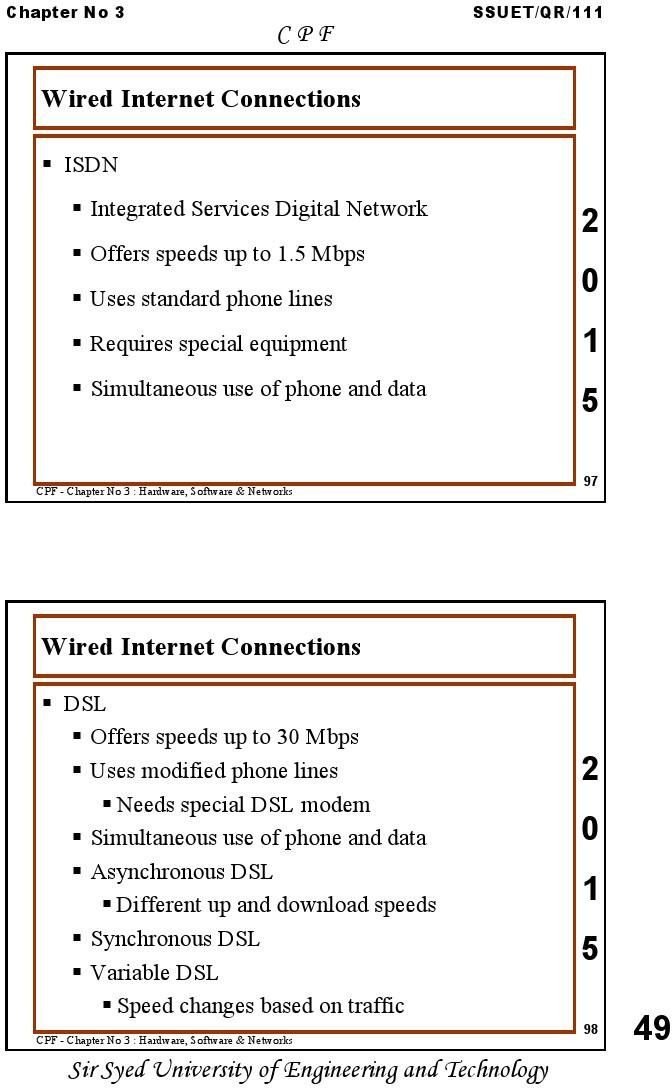 Chapter No 3 SSUET/QR/111
C P F
Wired Internet Connections
▪ ISDN
▪ Integrated Services Digital Network
▪ Offers speeds up to 1.5 Mbps
▪ Uses standard phone lines
▪ Requires special equipment
▪ Simultaneous use of phone and data
2
0
1
5
97
CPF - Chapter No 3 : Hardware, Software & Networks
Wired Internet Connections
▪ DSL
▪ Offers speeds up to 30 Mbps
▪ Uses modified phone lines
▪ Needs special DSL modem
▪ Simultaneous use of phone and data
▪ Asynchronous DSL
▪ Different up and download speeds
▪ Synchronous DSL
▪ Variable DSL
▪ Speed changes based on traffic
2
0
1
5
98
CPF - Chapter No 3 : Hardware, Software & Networks
49
Sir Syed University of Engineering and Technology